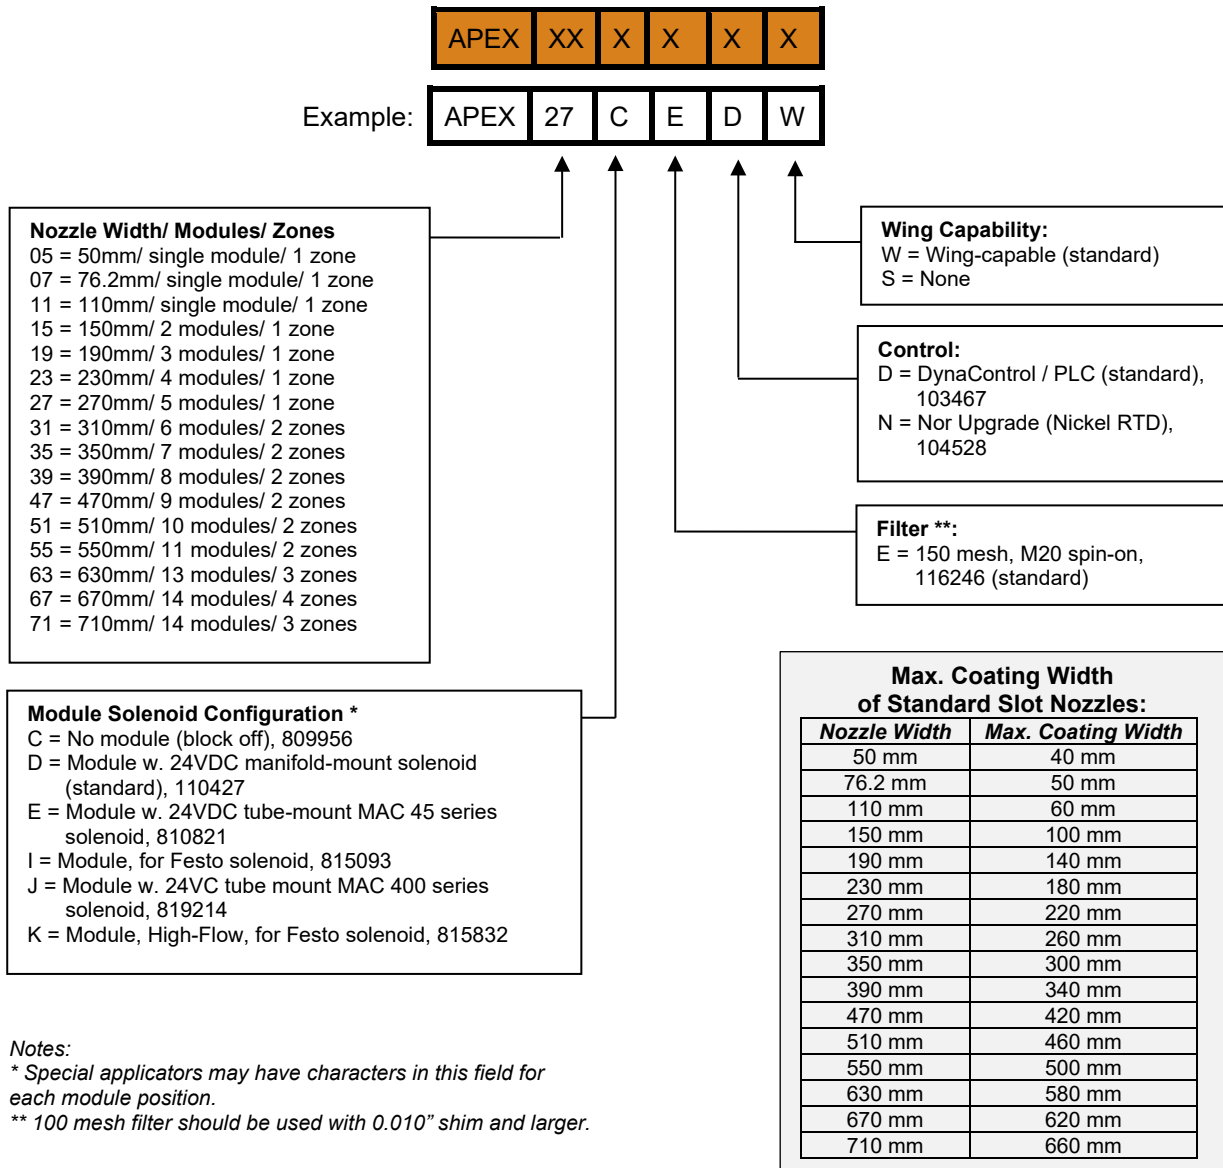 APEX XX X X X X
Example: APEX 27 C E D W
Nozzle Width/ Modules/ Zones
05 = 50mm/ single module/ 1 zone
07 = 76.2mm/ single module/ 1 zone
11 = 110mm/ single module/ 1 zone
15 = 150mm/ 2 modules/ 1 zone
19 = 190mm/ 3 modules/ 1 zone
23 = 230mm/ 4 modules/ 1 zone
27 = 270mm/ 5 modules/ 1 zone
31 = 310mm/ 6 modules/ 2 zones
35 = 350mm/ 7 modules/ 2 zones
39 = 390mm/ 8 modules/ 2 zones
47 = 470mm/ 9 modules/ 2 zones
51 = 510mm/ 10 modules/ 2 zones
55 = 550mm/ 11 modules/ 2 zones
63 = 630mm/ 13 modules/ 3 zones
67 = 670mm/ 14 modules/ 4 zones
71 = 710mm/ 14 modules/ 3 zones
Wing Capability:
W = Wing-capable (standard)
S = None
Control:
D = DynaControl / PLC (standard),
103467
N = Nor Upgrade (Nickel RTD),
104528
Filter **:
E = 150 mesh, M20 spin-on,
116246 (standard)
Module Solenoid Configuration *
C = No module (block off), 809956
D = Module w. 24VDC manifold-mount solenoid
(standard), 110427
E = Module w. 24VDC tube-mount MAC 45 series
solenoid, 810821
I = Module, for Festo solenoid, 815093
J = Module w. 24VC tube mount MAC 400 series
solenoid, 819214
K = Module, High-Flow, for Festo solenoid, 815832
Max. Coating Width
of Standard Slot Nozzles:
Nozzle Width Max. Coating Width
50 mm 40 mm
76.2 mm 50 mm
110 mm 60 mm
150 mm 100 mm
190 mm 140 mm
230 mm 180 mm
270 mm 220 mm
310 mm 260 mm
350 mm 300 mm
390 mm 340 mm
470 mm 420 mm
510 mm 460 mm
550 mm 500 mm
630 mm 580 mm
670 mm 620 mm
710 mm 660 mm
Notes:
* Special applicators may have characters in this field for
each module position.
** 100 mesh filter should be used with 0.010” shim and larger.